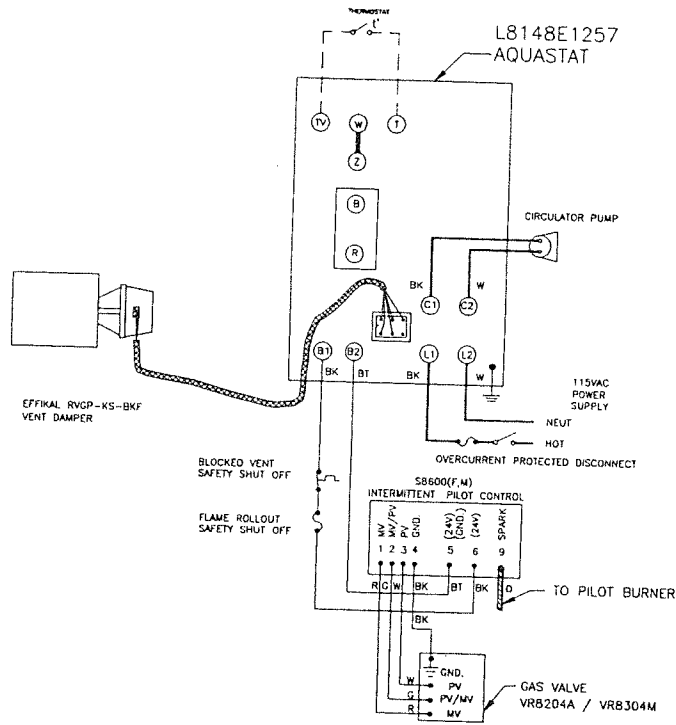 THERMOSTAT
t'
L8148E1257
AQUASTAT
TV
W
T
Z
B
R
CIRCULATOR PUMP
BK
W
C1
C2
B1
B2
L1
L2
BK
BT
BK
W
115VAC
POWER
SUPPLY
NEUT
HOT
OVERCURRENT PROTECTED DISCONNECT
EFFIKAL RVGP-KS-BKF
VENT DAMPER
BLOCKED VENT
SAFETY SHUT OFF
FLAME ROLLOUT
SAFETY SHUT OFF
S8600(F,M)
INTERMITTENT PILOT CONTROL
MV
MV/PV
PV
GND.
(24V)
(GND.)
(24V)
SPARK
1 2 3 4 5 6 9
R G W BK BT BK O
TO PILOT BURNER
BK
GND.
W PV
G PV/MV
R MV
GAS VALVE
VR8204A / VR8304M